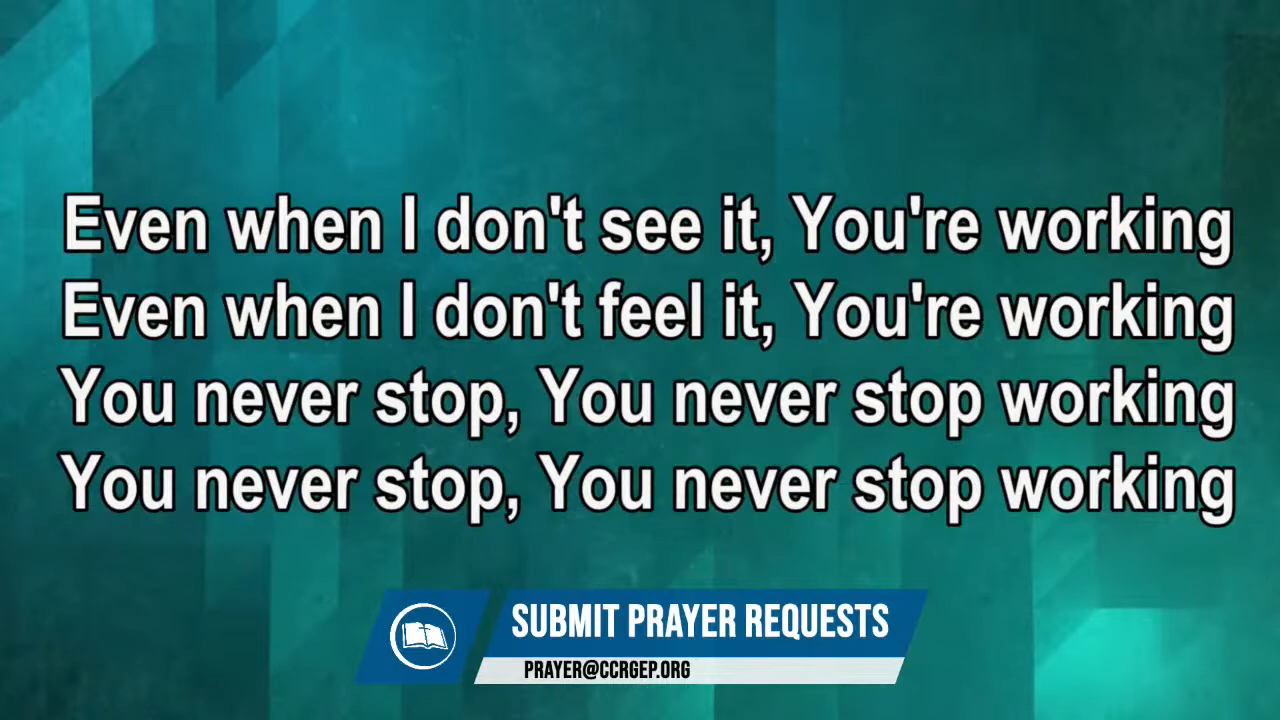 Even when I don't see it, You're working
Even when I don't feel it, You're working
You never stop, You never stop working
You never stop, You never stop working
SUBMIT PRAYER REQUESTS
PRAYER@CCRGEP.ORG